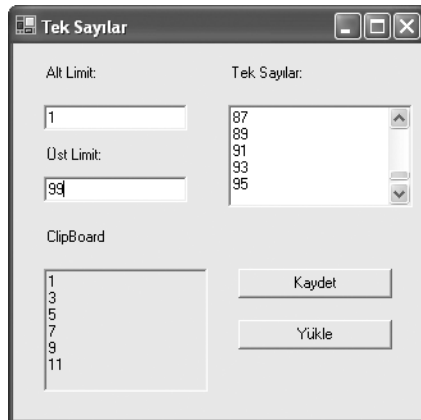 Tek Sayılar
Alt Limit:
1
Üst Limit:
99
Tek Sayılar:
87
89
91
93
95
ClipBoard
1
3
5
7
9
11
Kaydet
Yükle